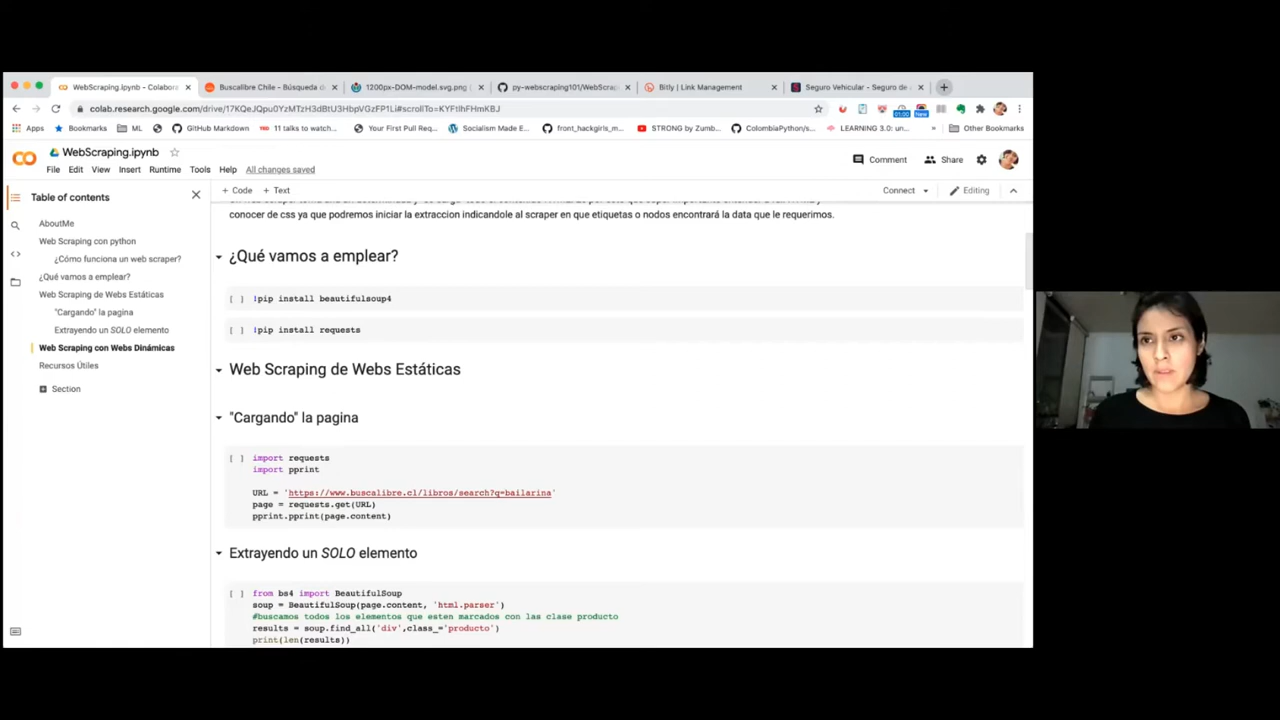 WebScraping.ipynb - Colabora
Buscalibre Chile - Búsqueda d
1200px-DOM-model.svg.png (
py-webscraping101/WebScrap
Bitly | Link Management
Seguro Vehicular - Seguro de A
colab.research.google.com/drive/17KQeJQpu0YzMTzH3dBtU3HbpVGzFP1Li#scrollTo=KYFtlhFHmKBJ
01:00
New
Apps
Bookmarks
ML
GitHub Markdown
11 talks to watch...
Your First Pull Req...
Socialism Made E...
front_hackgirls_m...
STRONG by Zumb...
ColombiaPython/s...
LEARNING 3.0: un...
»
Other Bookmarks
WebScraping.ipynb
Comment
Share
File Edit View Insert Runtime Tools Help All changes saved
Table of contents
+ Code + Text
Connect
Editing
AboutMe
Web Scraping con python
¿Cómo funciona un web scraper?
¿Qué vamos a emplear?
Web Scraping de Webs Estáticas
"Cargando" la pagina
Extrayendo un SOLO elemento
Web Scraping con Webs Dinámicas
Recursos Útiles
Section
conocer de css ya que podremos iniciar la extraccion indicandole al scraper en que etiquetas o nodos encontrará la data que le requerimos.
¿Qué vamos a emplear?
[ ] !pip install beautifulsoup4
[ ] !pip install requests
Web Scraping de Webs Estáticas
"Cargando" la pagina
[ ] import requests
import pprint
URL = 'https://www.buscalibre.cl/libros/search?q=bailarina'
page = requests.get(URL)
pprint.pprint(page.content)
Extrayendo un SOLO elemento
[ ] from bs4 import BeautifulSoup
soup = BeautifulSoup(page.content, 'html.parser')
#buscamos todos los elementos que esten marcados con las clase producto
results = soup.find_all('div',class_='producto')
print(len(results))